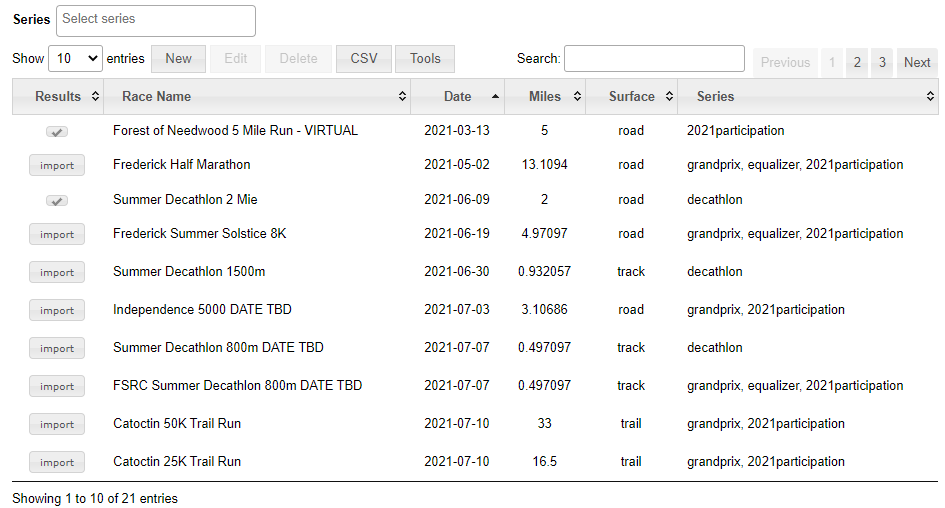 Series Select series
Show 10 entries New Edit Delete CSV Tools Search: Previous 1 2 3 Next
Results Race Name Date Miles Surface Series
Forest of Needwood 5 Mile Run - VIRTUAL 2021-03-13 5 road 2021participation
import Frederick Half Marathon 2021-05-02 13.1094 road grandprix, equalizer, 2021participation
Summer Decathlon 2 Mie 2021-06-09 2 road decathlon
import Frederick Summer Solstice 8K 2021-06-19 4.97097 road grandprix, equalizer, 2021participation
import Summer Decathlon 1500m 2021-06-30 0.932057 track decathlon
import Independence 5000 DATE TBD 2021-07-03 3.10686 road grandprix, 2021participation
import Summer Decathlon 800m DATE TBD 2021-07-07 0.497097 track decathlon
import FSRC Summer Decathlon 800m DATE TBD 2021-07-07 0.497097 track grandprix, equalizer, 2021participation
import Catoctin 50K Trail Run 2021-07-10 33 trail grandprix, 2021participation
import Catoctin 25K Trail Run 2021-07-10 16.5 trail grandprix, 2021participation
Showing 1 to 10 of 21 entries